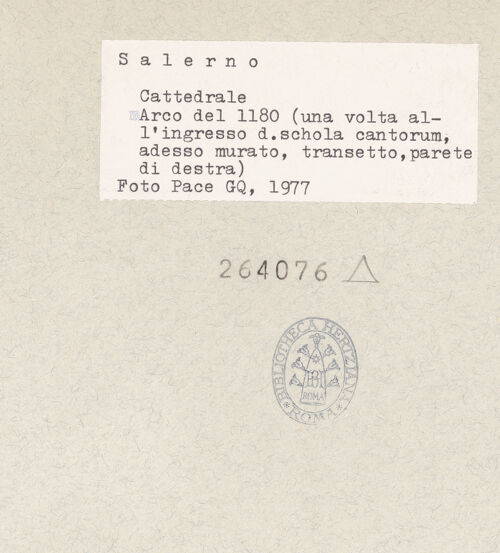 Salerno
Cattedrale
Arco del 1180 (una volta al-
l'ingresso d.schola cantorum,
adesso murato, transetto,parete
di destra)
Foto Pace GQ, 1977
264076
BIBLIOTHECA HERTZIANA
ROMA
ROMA